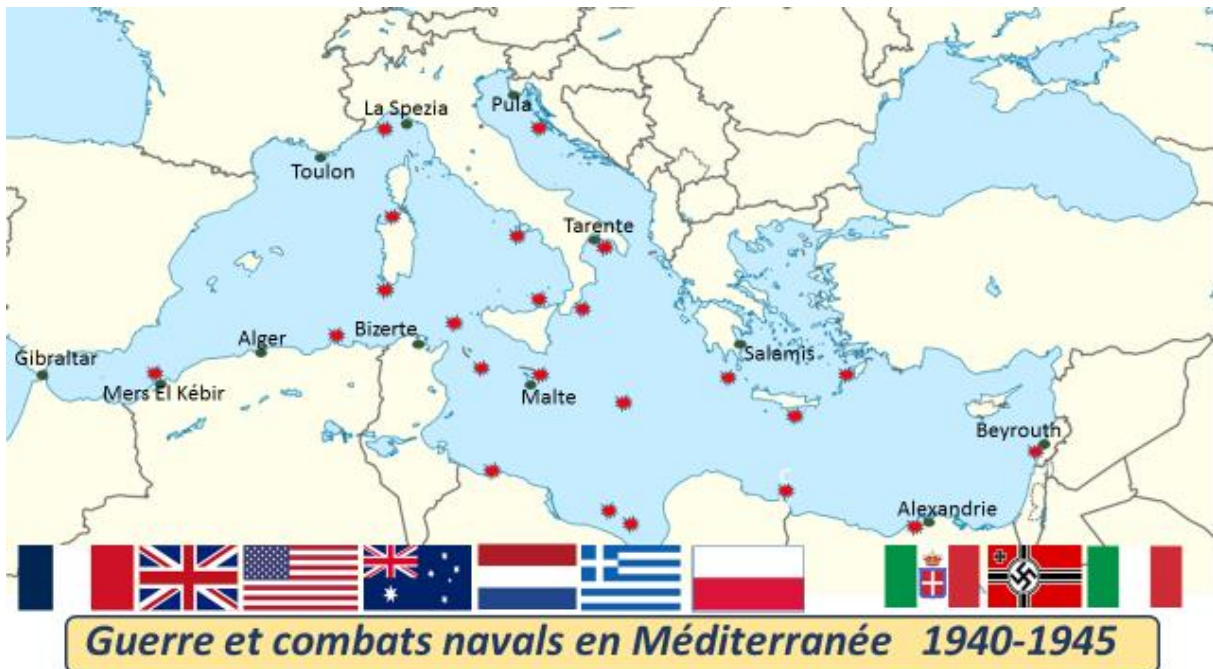 La Spezia
Pula
Toulon
Tarente
Gibraltar
Alger
Bizerte
Salamis
Mers El Kébir
Malte
Beyrouth
Alexandrie
Guerre et combats navals en Méditerranée 1940-1945